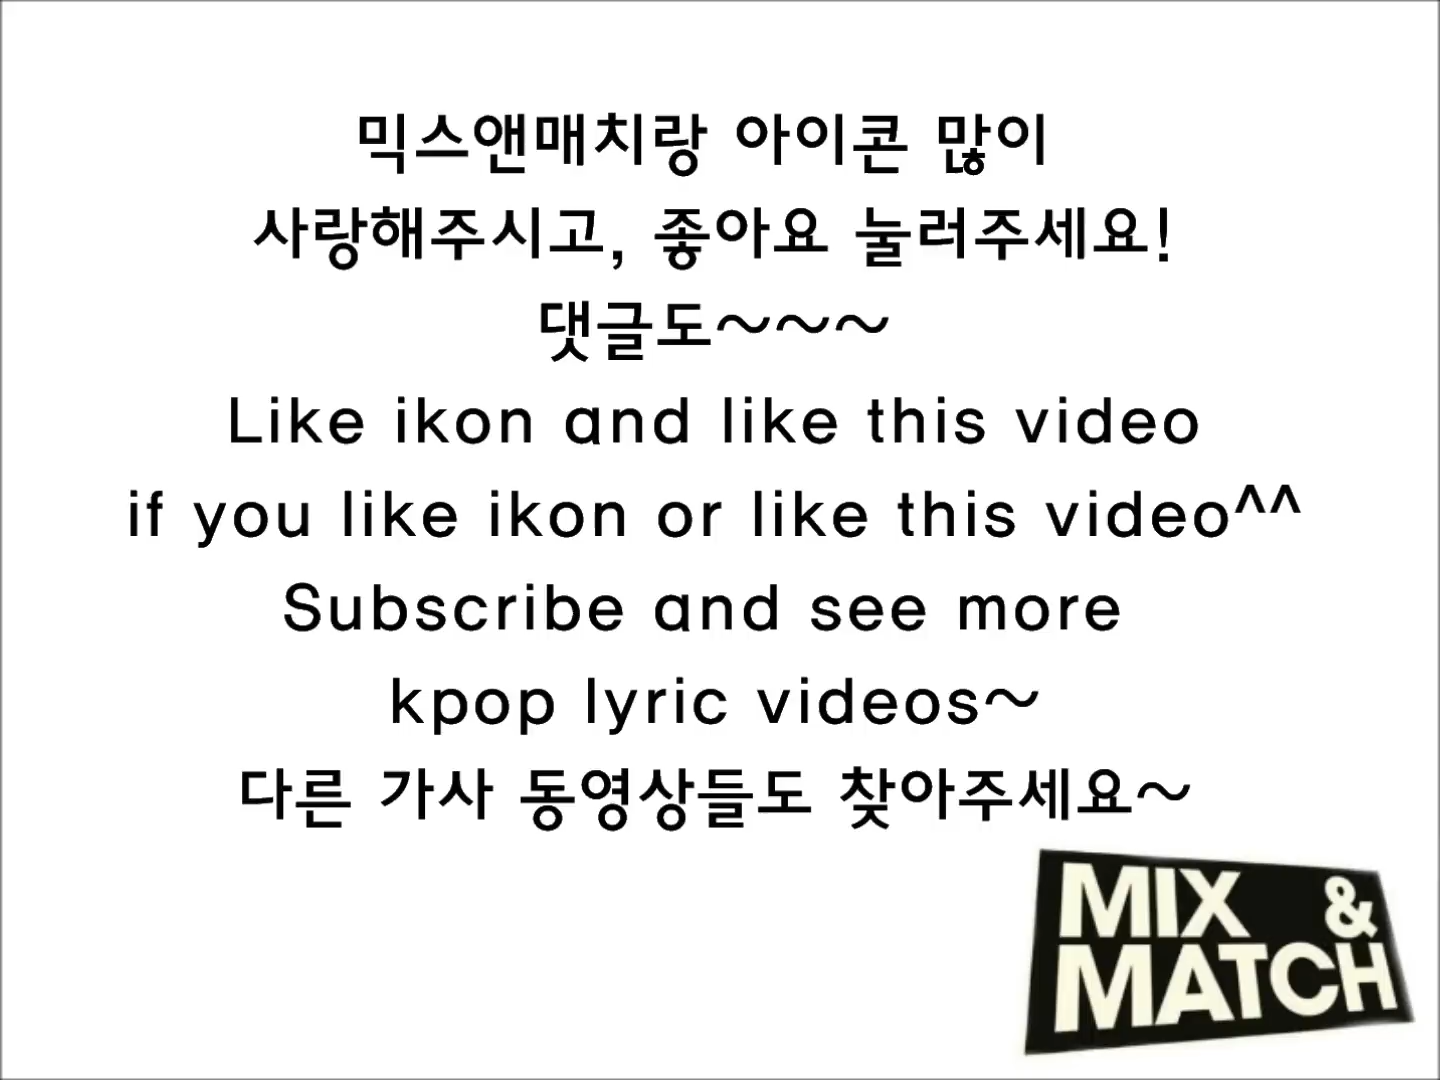 믹스앤매치랑 아이콘 많이
사랑해주시고, 좋아요 눌러주세요!
댓글도~~~
Like ikon and like this video
if you like ikon or like this video^^
Subscribe and see more
kpop lyric videos~
다른 가사 동영상들도 찾아주세요~
MIX &
MATCH